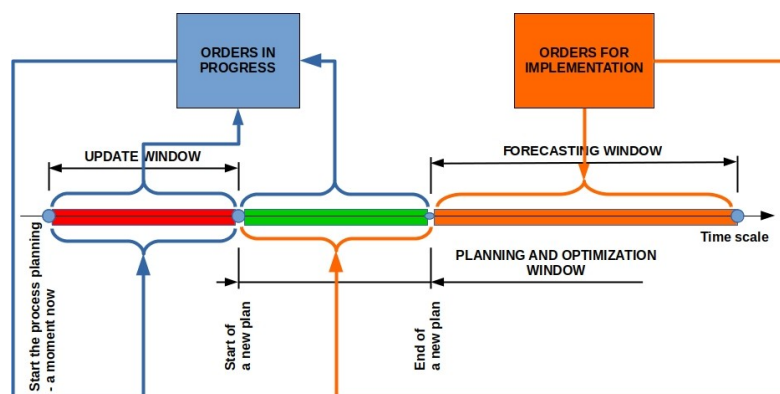 ORDERS IN
PROGRESS
ORDERS FOR
IMPLEMENTATION
UPDATE WINDOW
FORECASTING WINDOW
Time scale
PLANNING AND OPTIMIZATION
WINDOW
Start the process planning
- a moment now
Start of
a new plan
End of
a new plan